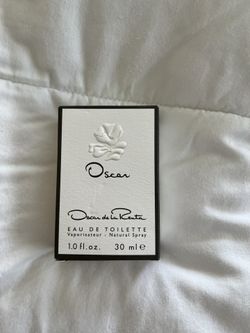 Oscar
Oscar de la Renta
EAU DE TOILETTE
Vaporisateur - Natural Spray
1.0 fl. oz. 30 ml ℮